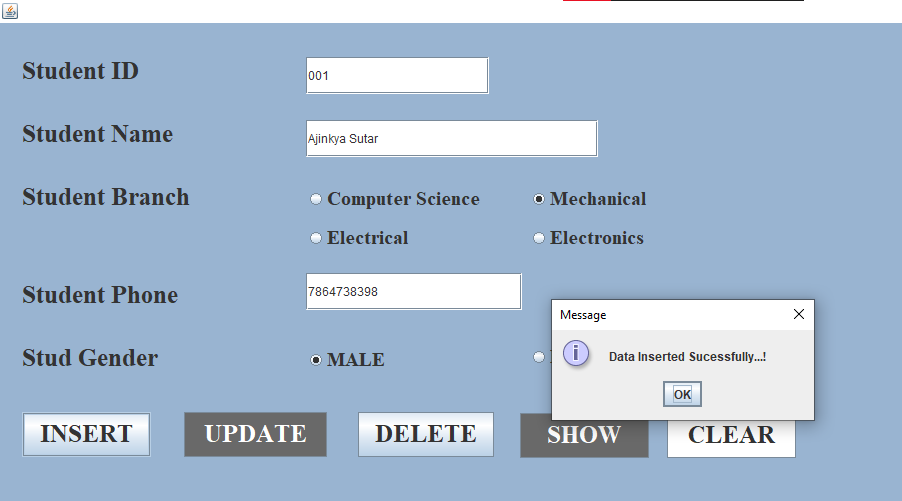 Student ID
001
Student Name
Ajinkya Sutar
Student Branch
Computer Science
Mechanical
Electrical
Electronics
Student Phone
7864738398
Message
Data Inserted Sucessfully...!
OK
Stud Gender
MALE
INSERT
UPDATE
DELETE
SHOW
CLEAR